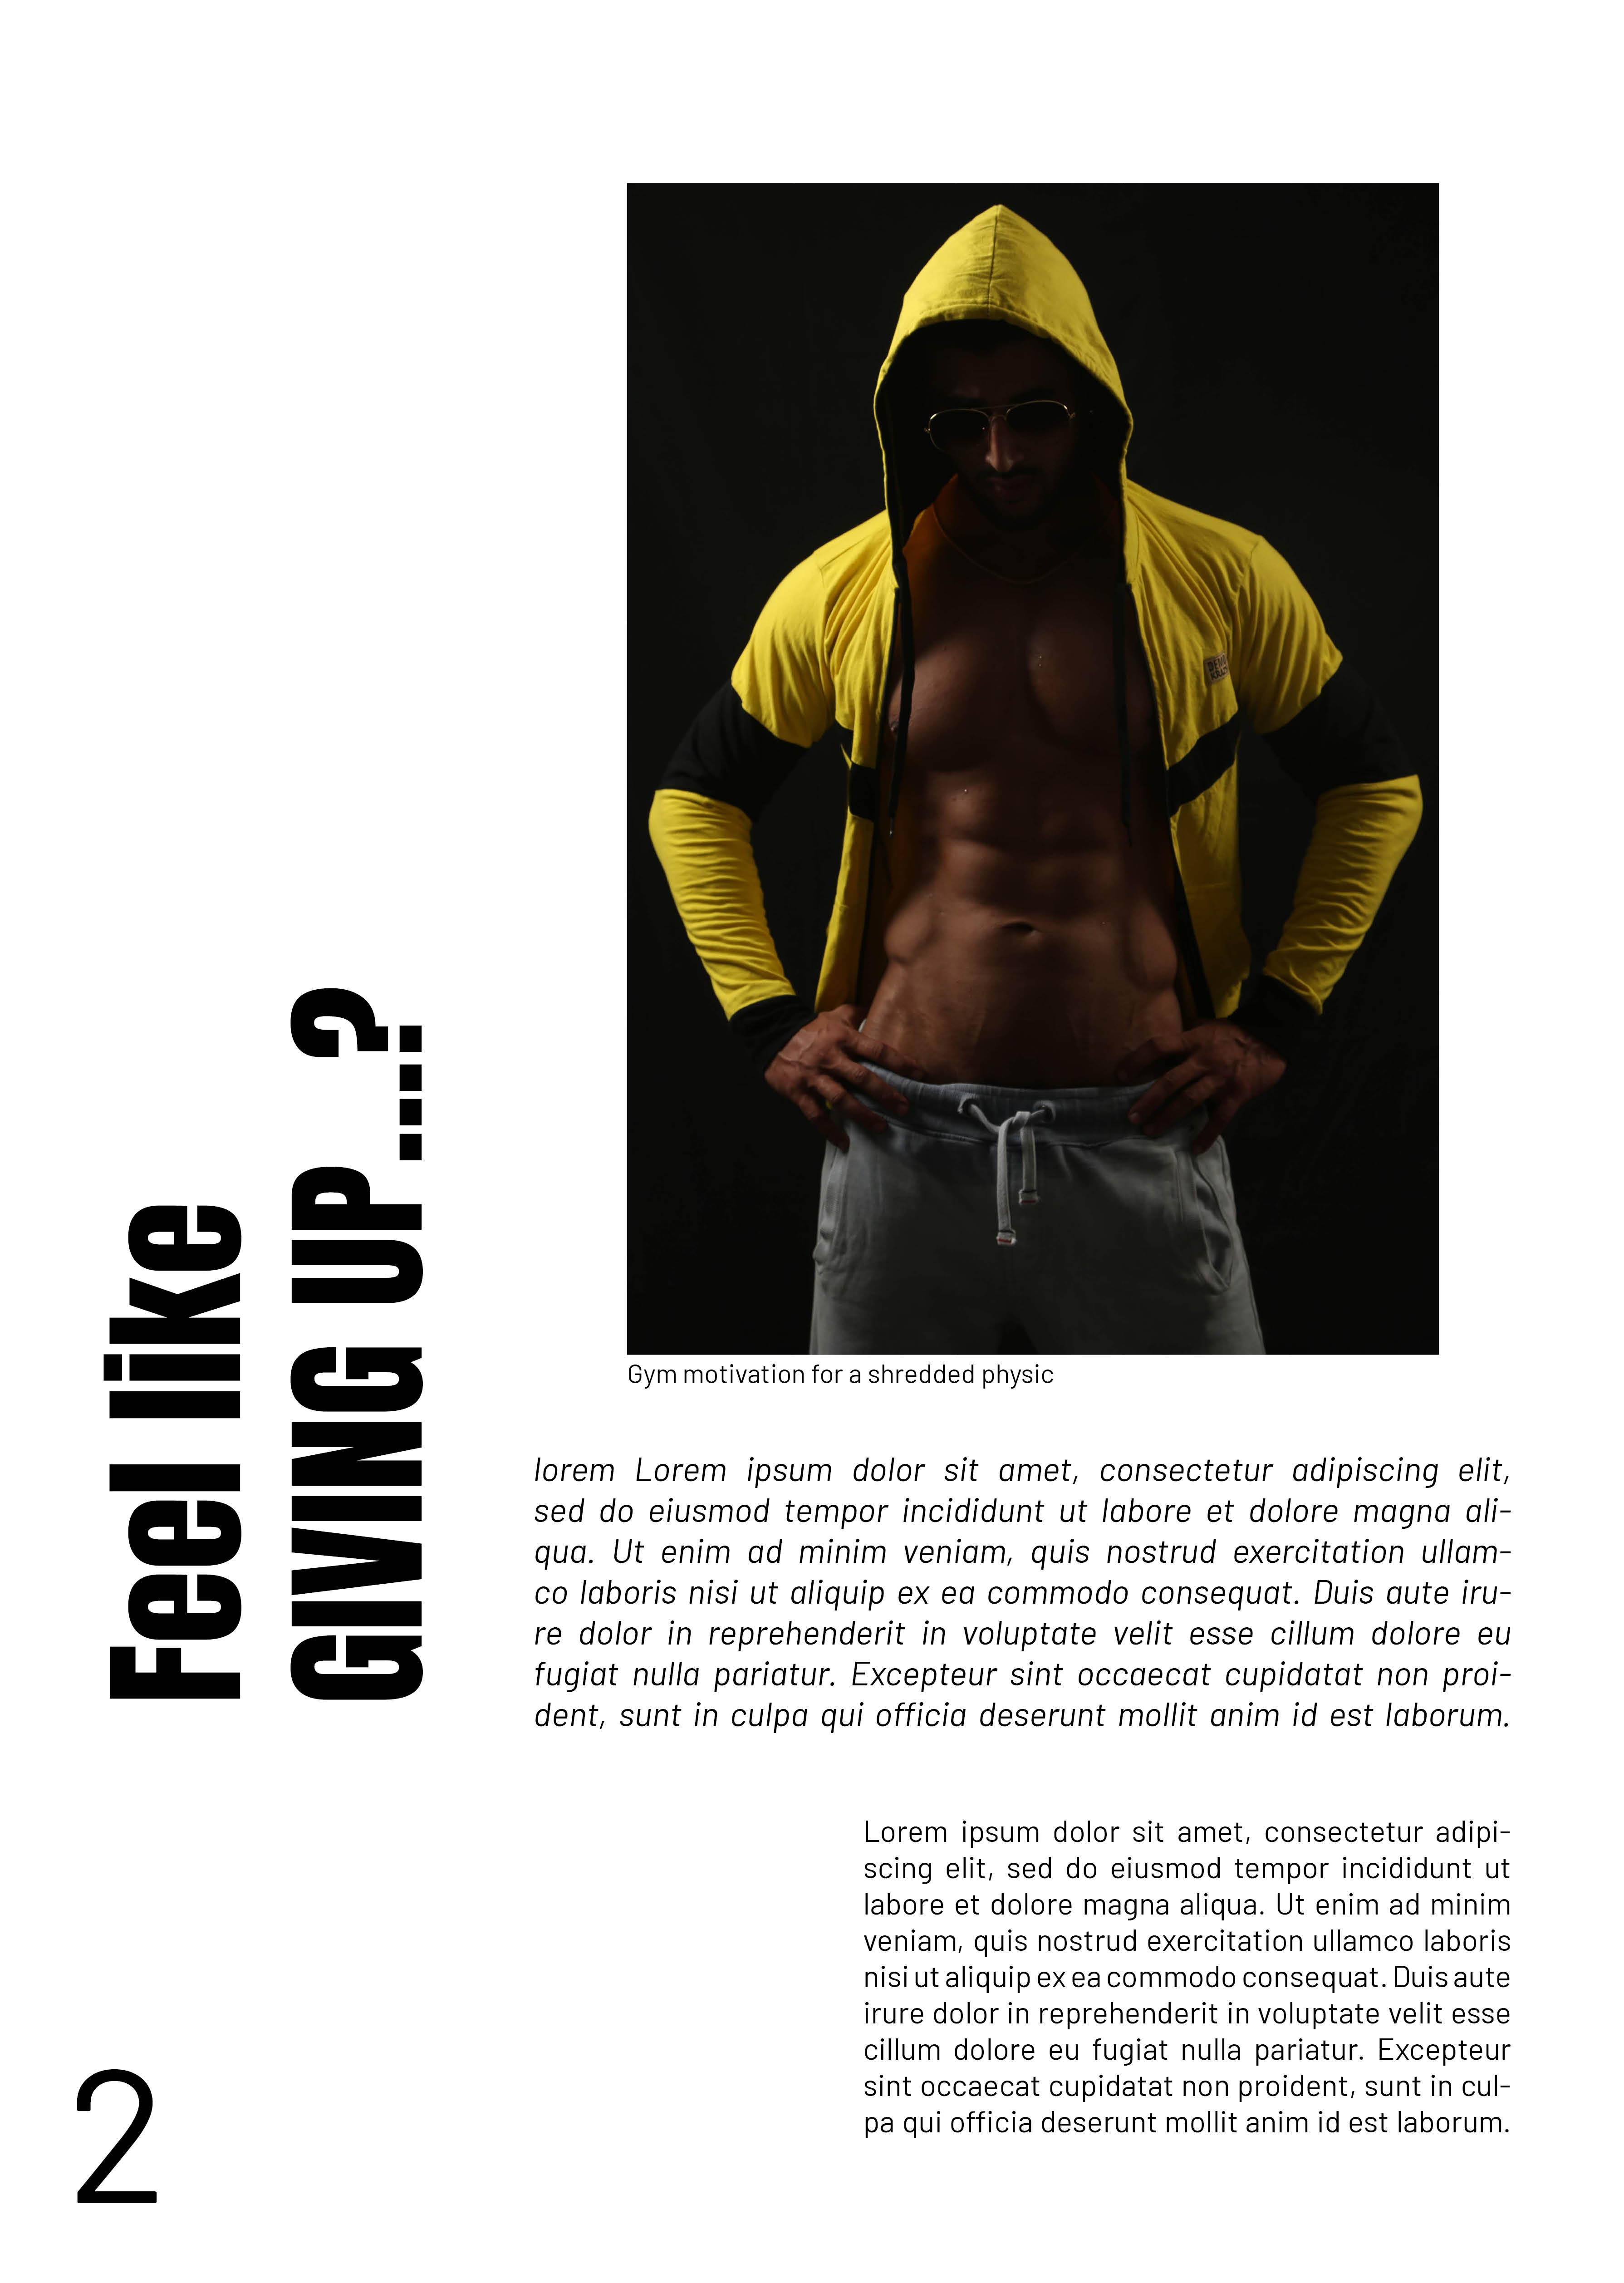 Feel like
GIVING UP....?
DEMO
KRATI
Gym motivation for a shredded physic
lorem Lorem ipsum dolor sit amet, consectetur adipiscing elit,
sed do eiusmod tempor incididunt ut labore et dolore magna ali-
qua. Ut enim ad minim veniam, quis nostrud exercitation ullam-
co laboris nisi ut aliquip ex ea commodo consequat. Duis aute iru-
re dolor in reprehenderit in voluptate velit esse cillum dolore eu
fugiat nulla pariatur. Excepteur sint occaecat cupidatat non proi-
dent, sunt in culpa qui officia deserunt mollit anim id est laborum.
Lorem ipsum dolor sit amet, consectetur adipi-
scing elit, sed do eiusmod tempor incididunt ut
labore et dolore magna aliqua. Ut enim ad minim
veniam, quis nostrud exercitation ullamco laboris
nisi ut aliquip ex ea commodo consequat. Duis aute
irure dolor in reprehenderit in voluptate velit esse
cillum dolore eu fugiat nulla pariatur. Excepteur
sint occaecat cupidatat non proident, sunt in cul-
pa qui officia deserunt mollit anim id est laborum.
2